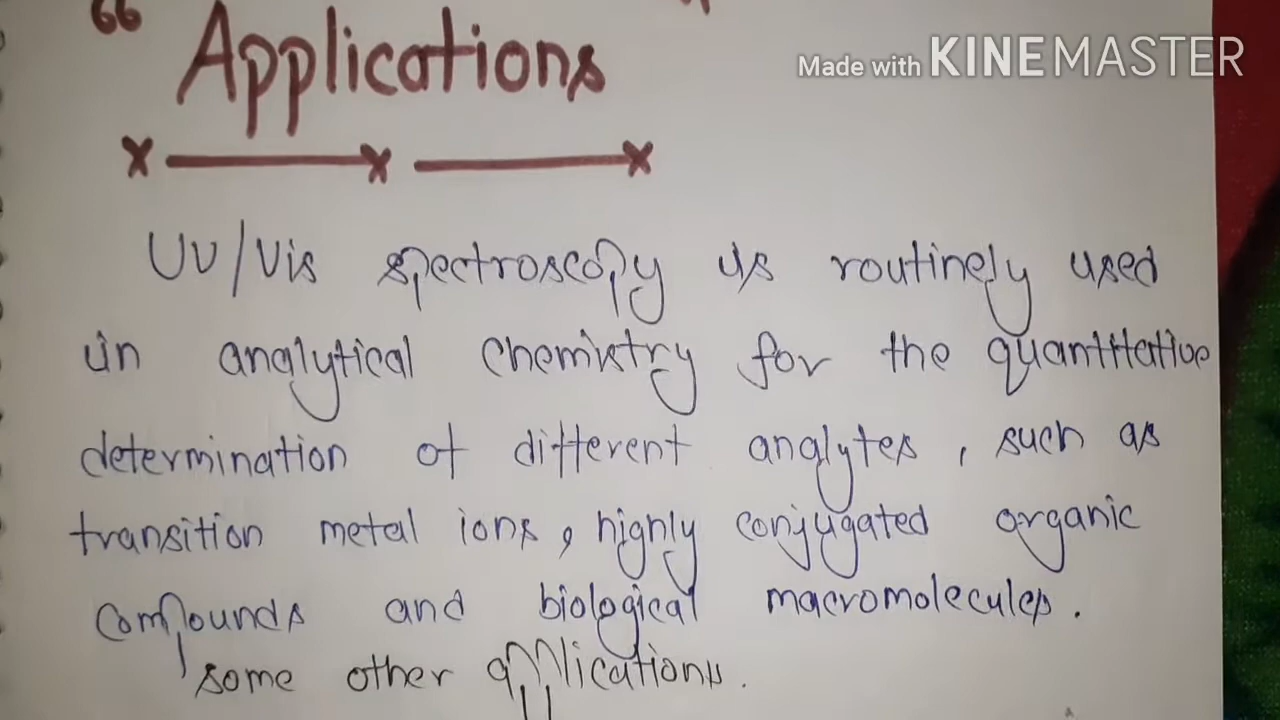 “ Applications "
Made with KINEMASTER
UV/Vis spectroscopy is routinely used
in analytical chemistry for the quantitative
determination of different analytes, such as
transition metal ions, highly conjugated organic
compounds and biological macromolecules.
some other applications.